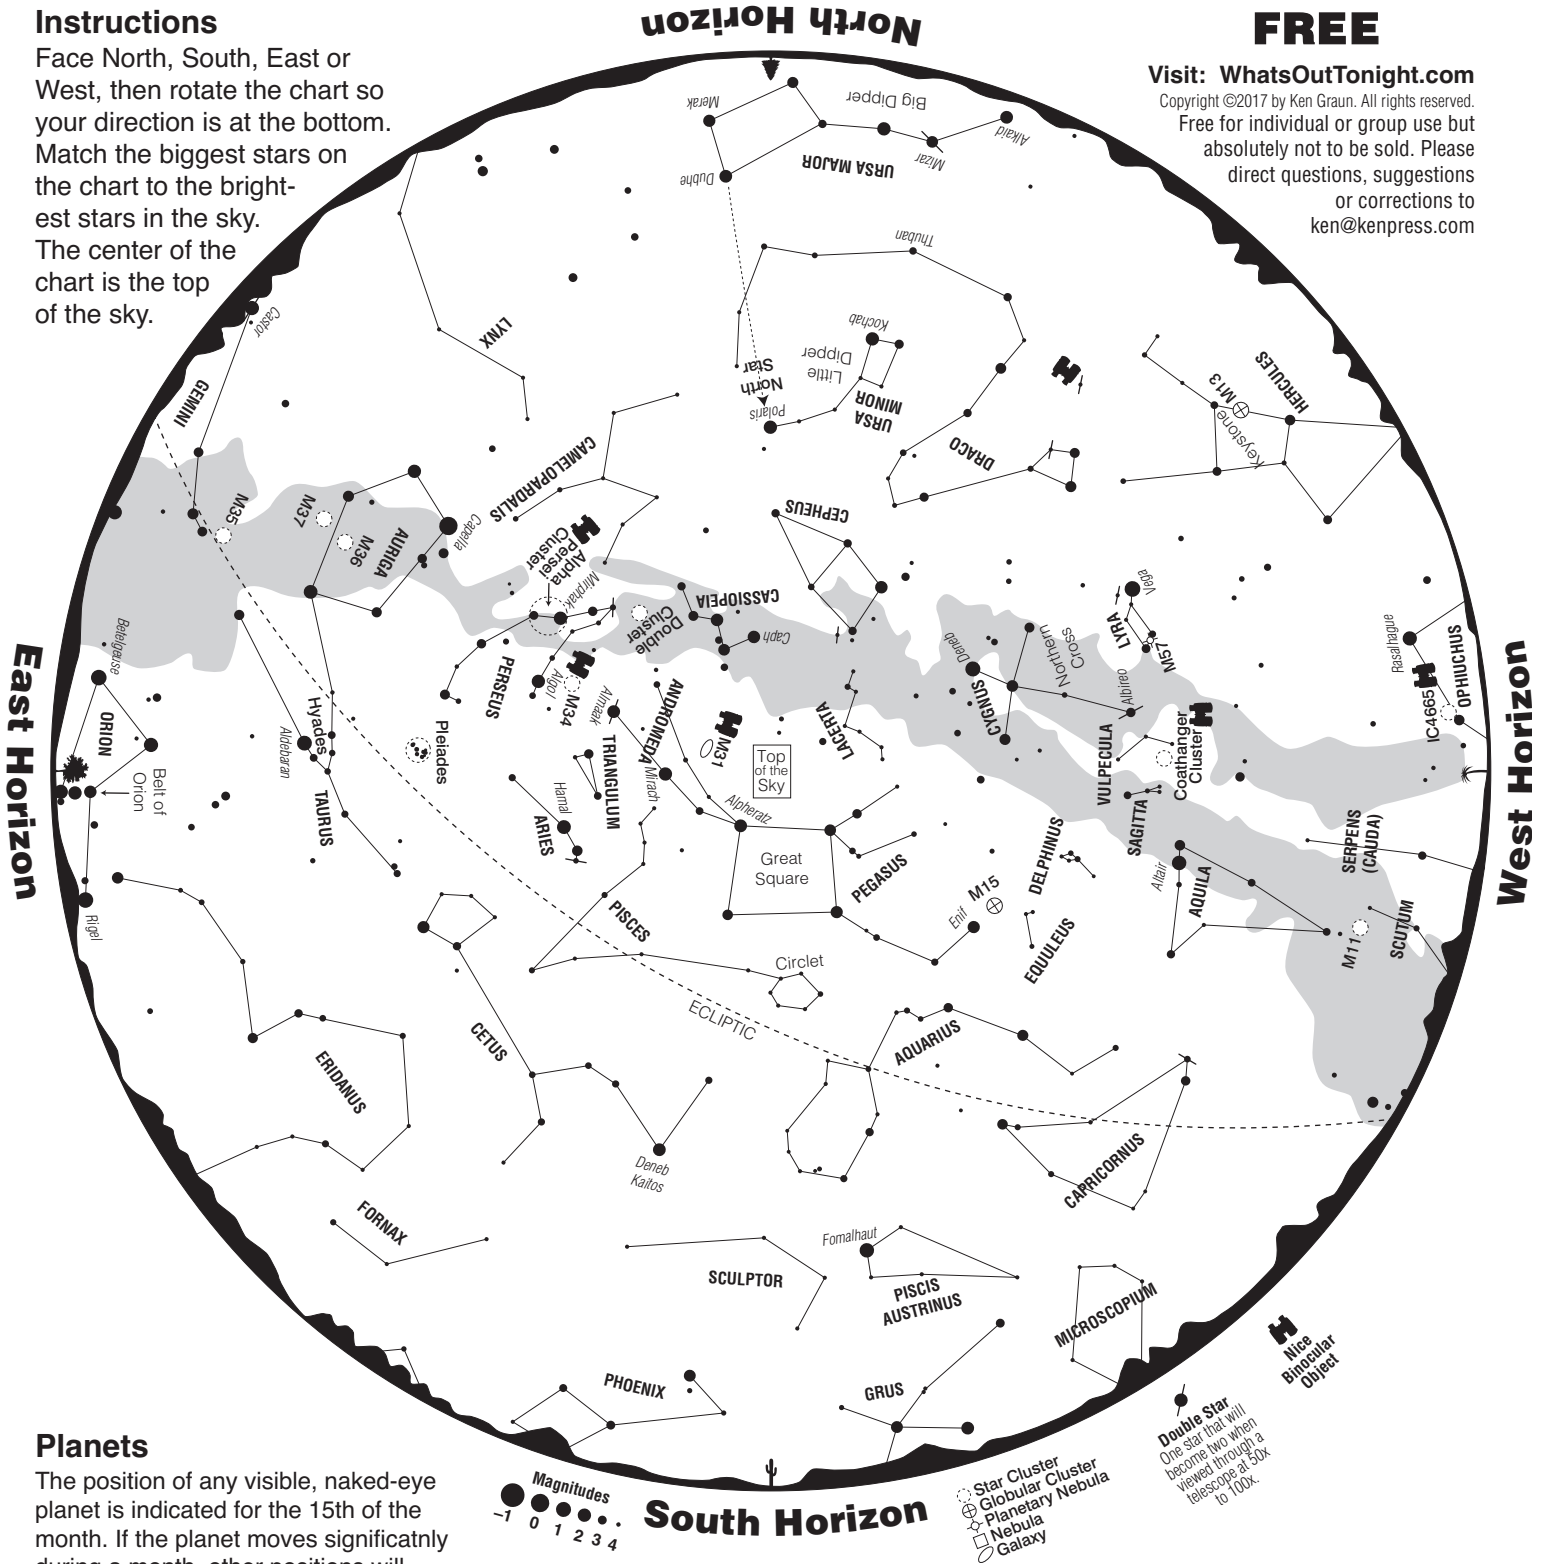 Instructions
Face North, South, East or
West, then rotate the chart so
your direction is at the bottom.
Match the biggest stars on
the chart to the bright-
est stars in the sky.
The center of the
chart is the top
of the sky.
North Horizon
FREE
Visit: WhatsOutTonight.com
Copyright ©2017 by Ken Graun. All rights reserved.
Free for individual or group use but
absolutely not to be sold. Please
direct questions, suggestions
or corrections to
ken@kenpress.com
Merak
Big Dipper
Alkaid
Mizar
URSA MAJOR
Dubhe
Thuban
Castor
LYNX
Kochab
Little
Dipper
North
Star
URSA
MINOR
Polaris
GEMINI
HERCULES
M13
Keystone
CAMELOPARDALIS
DRACO
CEPHEUS
M35
M37
M36
AURIGA
Capella
Alpha
Persei
Cluster
Mirphak
Double
Cluster
CASSIOPEIA
Caph
Vega
LYRA
M57
Northern
Cross
Deneb
CYGNUS
Albireo
Rasalhague
OPHIUCHUS
IC4665
Betelgeuse
ORION
East Horizon
Belt of
Orion
Rigel
Hyades
Aldebaran
TAURUS
Pleiades
PERSEUS
Algol
M34
Almaak
ANDROMEDA
Mirach
TRIANGULUM
Hamal
ARIES
M31
Top
of the
Sky
Alpheratz
Great
Square
LACERTA
PEGASUS
VULPECULA
Coathanger
Cluster
SAGITTA
DELPHINUS
Altair
AQUILA
SERPENS
(CAUDA)
West Horizon
SCUTUM
M11
M15
Enif
EQUULEUS
PISCES
Circlet
ECLIPTIC
CETUS
ERIDANUS
AQUARIUS
CAPRICORNUS
Deneb
Kaitos
FORNAX
SCULPTOR
Fomalhaut
PISCIS
AUSTRINUS
MICROSCOPIUM
PHOENIX
GRUS
Nice
Binocular
Object
Double Star
One star that will
become two when
viewed through a
telescope at 50x
to 100x.
Planets
The position of any visible, naked-eye
planet is indicated for the 15th of the
month. If the planet moves significatnly
during a month, other positions will
Magnitudes
–1 0 1 2 3 4
South Horizon
Star Cluster
Globular Cluster
Planetary Nebula
Nebula
Galaxy